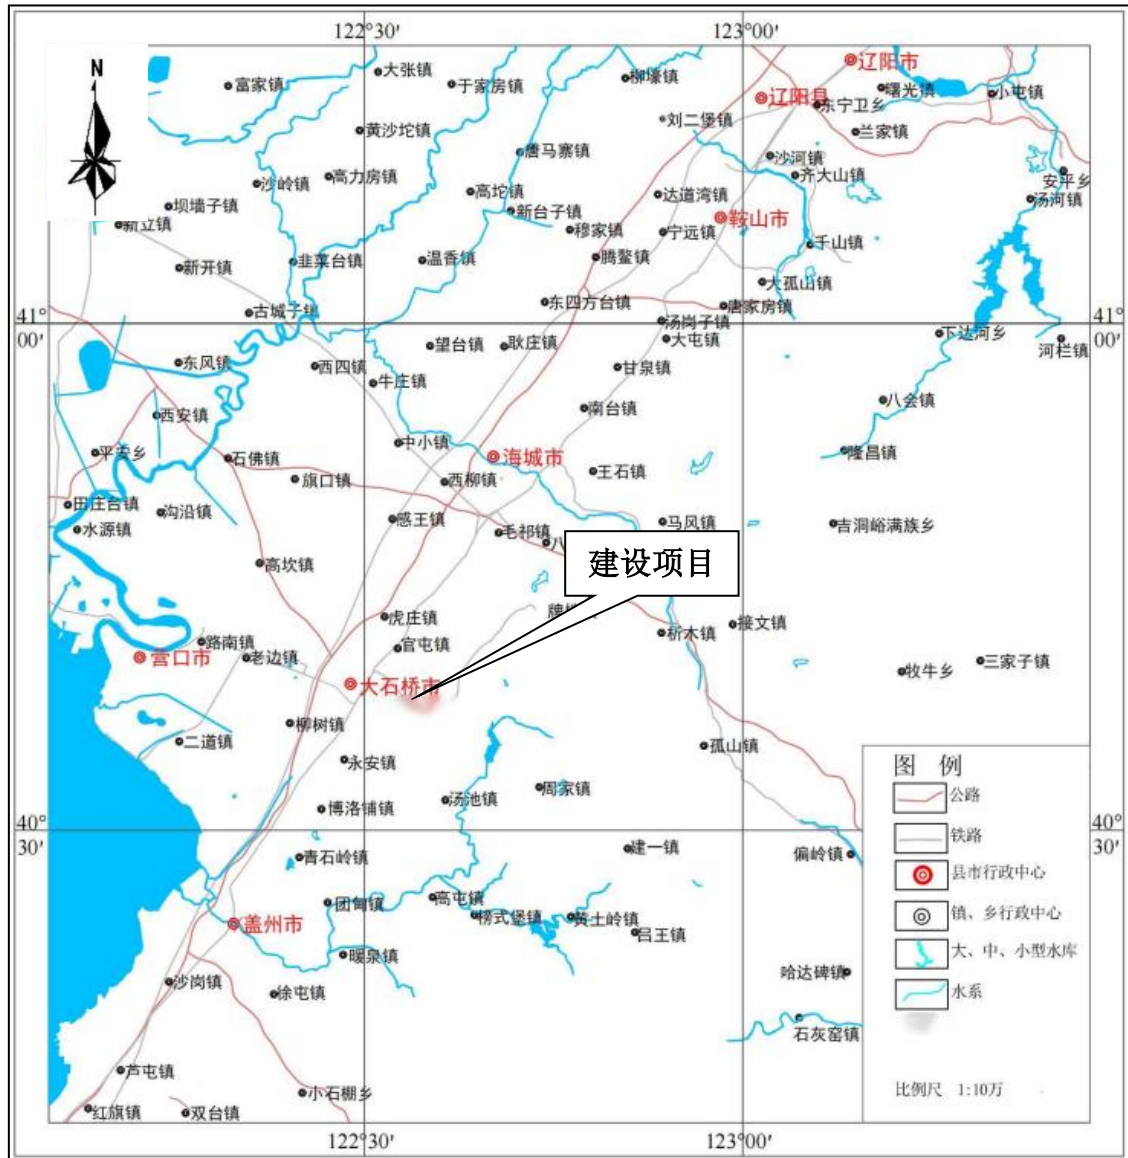 122°30′
123°00′
N
富家镇
大张镇
于家房镇
柳壕镇
辽阳市
辽阳县
曙光镇
小屯镇
东宁卫乡
黄沙坨镇
刘二堡镇
兰家镇
唐马寨镇
沙河镇
齐大山镇
沙岭镇
高力房镇
高坨镇
达道湾镇
安平乡
汤河镇
坝墙子镇
新立镇
新台子镇
穆家镇
宁远镇
鞍山市
千山镇
新开镇
韭菜台镇
温香镇
腾鳌镇
大孤山镇
古城子镇
东四方台镇
唐家房镇
41°
00′
汤岗子镇
41°
00′
望台镇
耿庄镇
大屯镇
下达河乡
河栏镇
东风镇
西四镇
牛庄镇
甘泉镇
西安镇
南台镇
八会镇
平安乡
石佛镇
中小镇
海城市
隆昌镇
旗口镇
西柳镇
王石镇
田庄台镇
沟沿镇
水源镇
感王镇
毛祁镇
八
马风镇
吉洞峪满族乡
高坎镇
建设项目
虎庄镇
牌
析木镇
接文镇
路南镇
老边镇
官屯镇
营口市
三家子镇
牧牛乡
大石桥市
柳树镇
二道镇
孤山镇
永安镇
图 例
博洛铺镇
汤池镇
周家镇
公路
40°
30′
铁路
40°
30′
青石岭镇
建一镇
偏岭镇
县市行政中心
团甸镇
高屯镇
榜式堡镇
黄土岭镇
吕王镇
镇、乡行政中心
盖州市
暖泉镇
大、中、小型水库
沙岗镇
徐屯镇
哈达碑镇
水系
石灰窑镇
芦屯镇
小石棚乡
比例尺 1:10万
红旗镇
双台镇
122°30′
123°00′